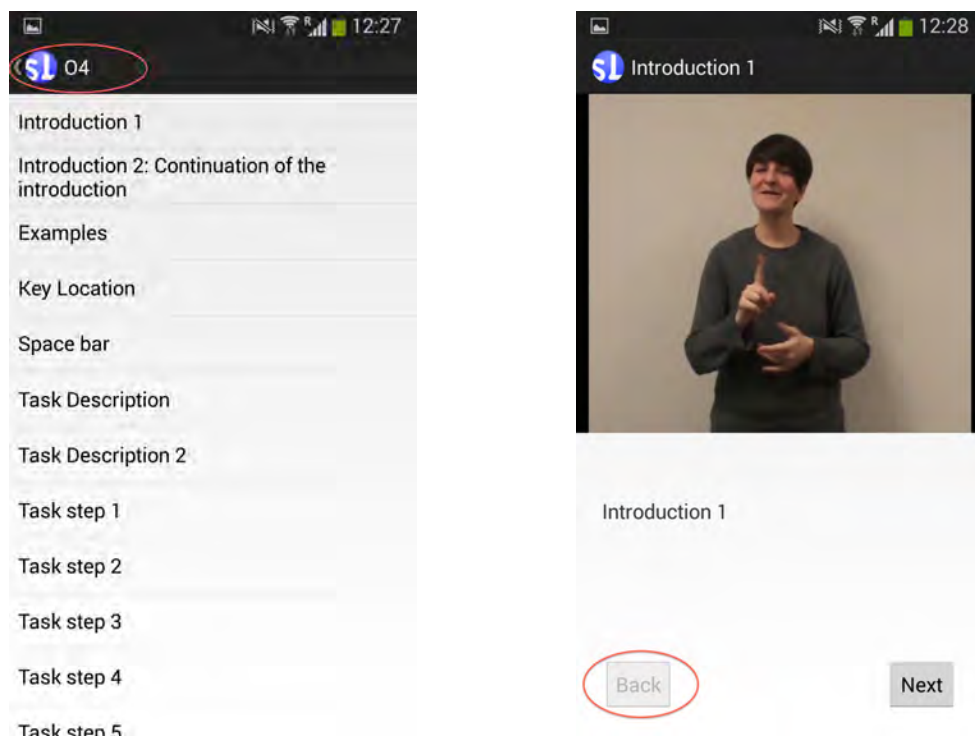 R 12:27
SL 04
Introduction 1
Introduction 2: Continuation of the
introduction
Examples
Key Location
Space bar
Task Description
Task Description 2
Task step 1
Task step 2
Task step 3
Task step 4
Task step 5
R 12:28
SL Introduction 1
Introduction 1
Back
Next